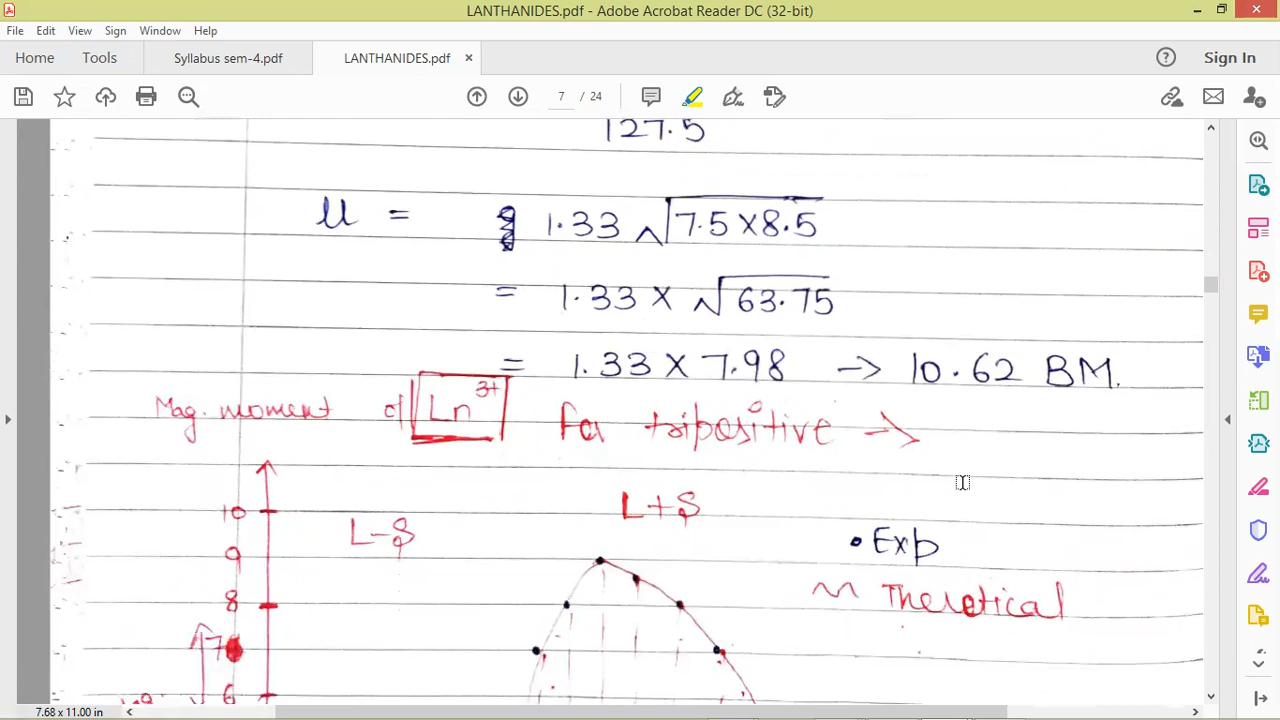 LANTHANIDES.pdf - Adobe Acrobat Reader DC (32-bit)
File Edit View Sign Window Help
Home Tools Syllabus sem-4.pdf LANTHANIDES.pdf × Sign In
7 / 24
127.5
μ = 1.33 √7.5×8.5
= 1.33 × √63.75
= 1.33 × 7.98 → 10.62 BM.
Mag. moment of Ln³⁺ for tripositive →
L+S
10
L-S
• Exp
9
8
Theretical
7
6
7.68 x 11.00 in